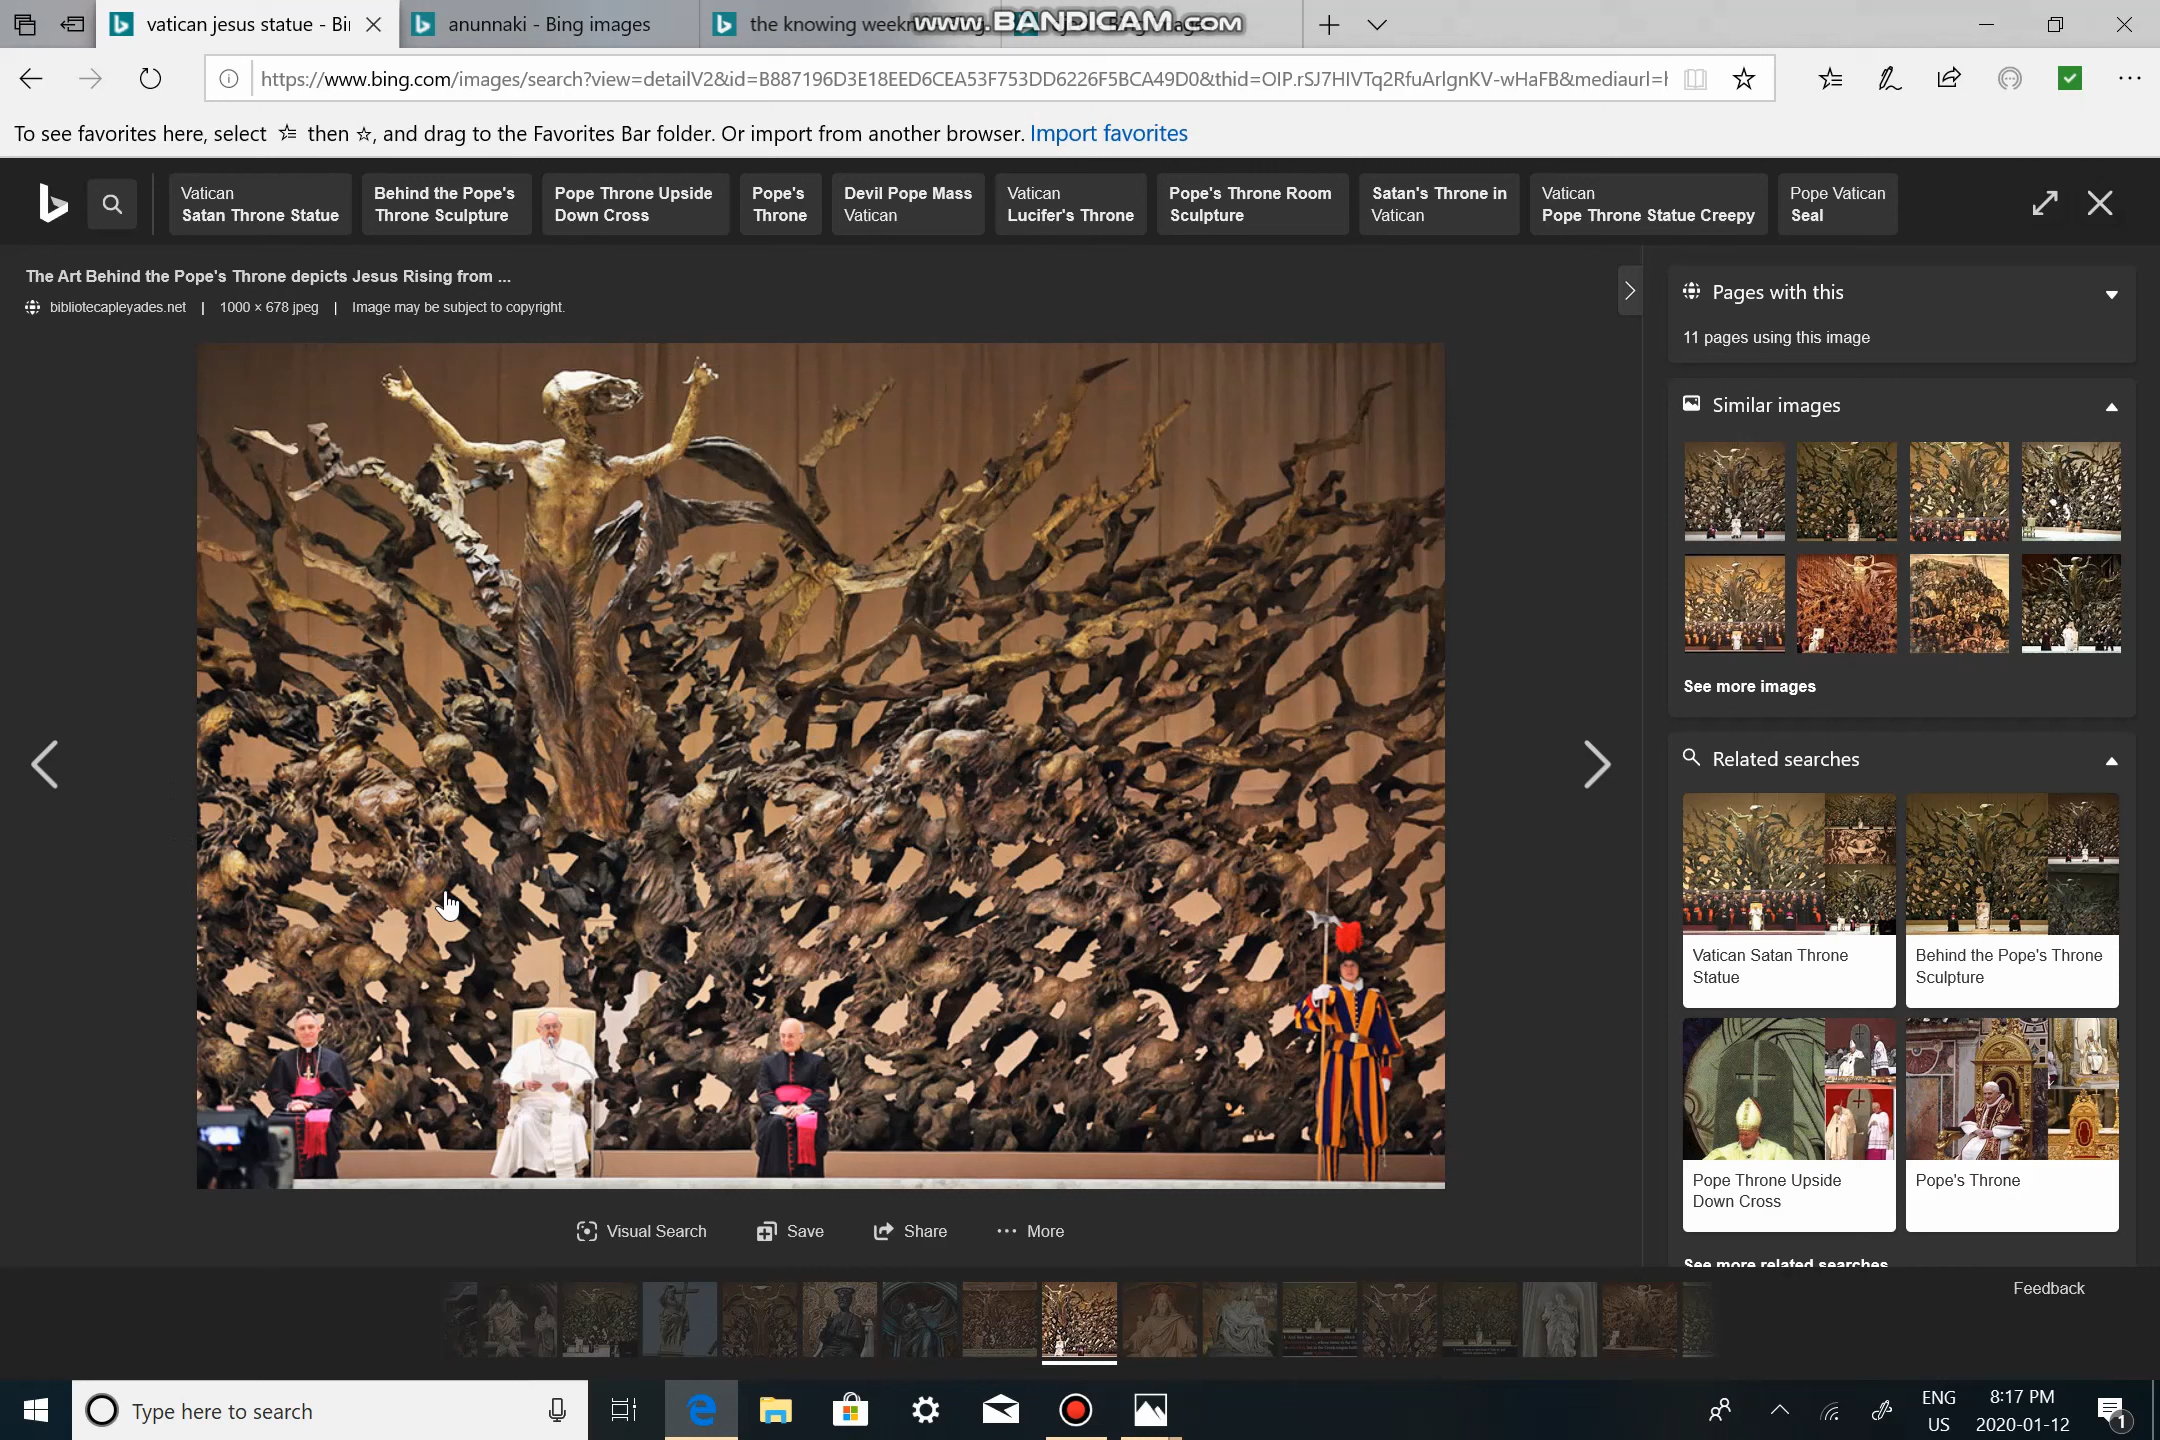 vatican jesus statue - Bi
anunnaki - Bing images
the knowing weekn
www.BANDICAM.com
https://www.bing.com/images/search?view=detailV2&id=B887196D3E18EED6CEA53F753DD6226F5BCA49D0&thid=OIP.rSJ7HIVTq2RfuArlgnKV-wHaFB&mediaurl=h
To see favorites here, select then ☆, and drag to the Favorites Bar folder. Or import from another browser. Import favorites
Vatican
Satan Throne Statue
Behind the Pope's
Throne Sculpture
Pope Throne Upside
Down Cross
Pope's
Throne
Devil Pope Mass
Vatican
Vatican
Lucifer's Throne
Pope's Throne Room
Sculpture
Satan's Throne in
Vatican
Vatican
Pope Throne Statue Creepy
Pope Vatican
Seal
The Art Behind the Pope's Throne depicts Jesus Rising from ...
bibliotecapleyades.net | 1000 × 678 jpeg | Image may be subject to copyright.
Pages with this
11 pages using this image
Similar images
See more images
Related searches
Vatican Satan Throne
Statue
Behind the Pope's Throne
Sculpture
Pope Throne Upside
Down Cross
Pope's Throne
See more related searches
Visual Search
Save
Share
More
Feedback
Type here to search
ENG
US
8:17 PM
2020-01-12
1